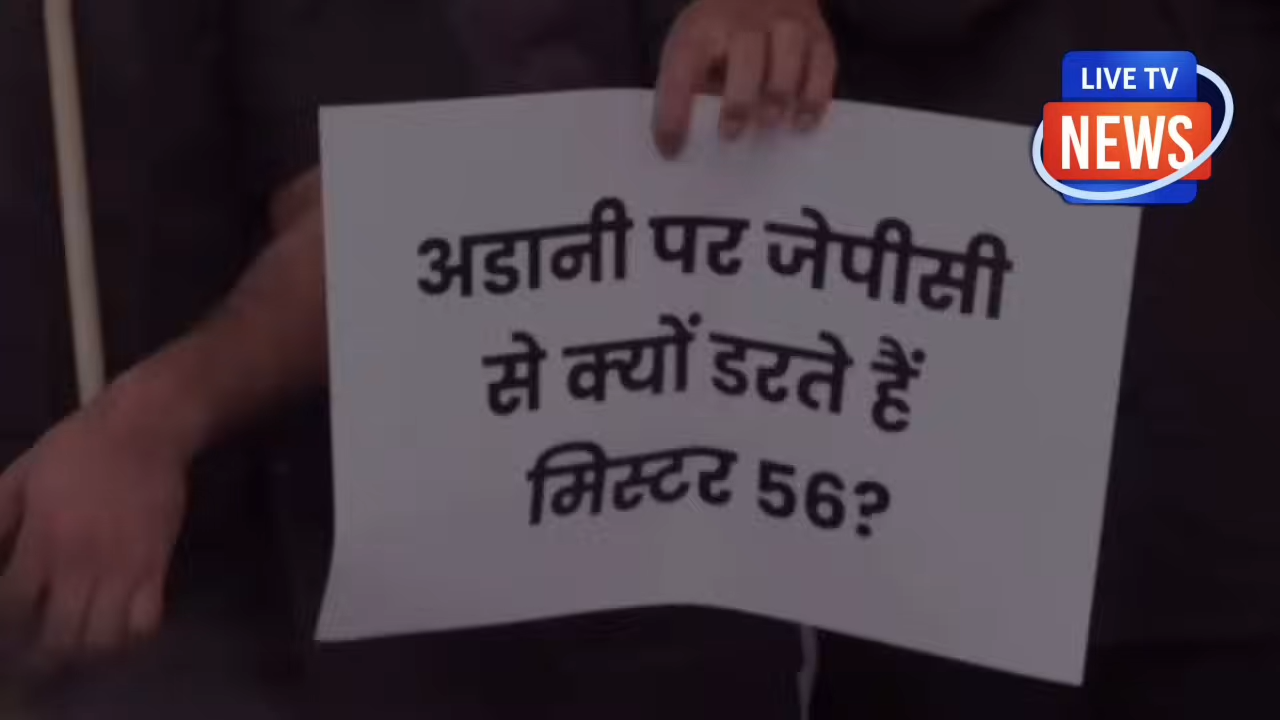 LIVE TV
NEWS
अडानी पर जेपीसी
से क्यों डरते हैं
मिस्टर 56?